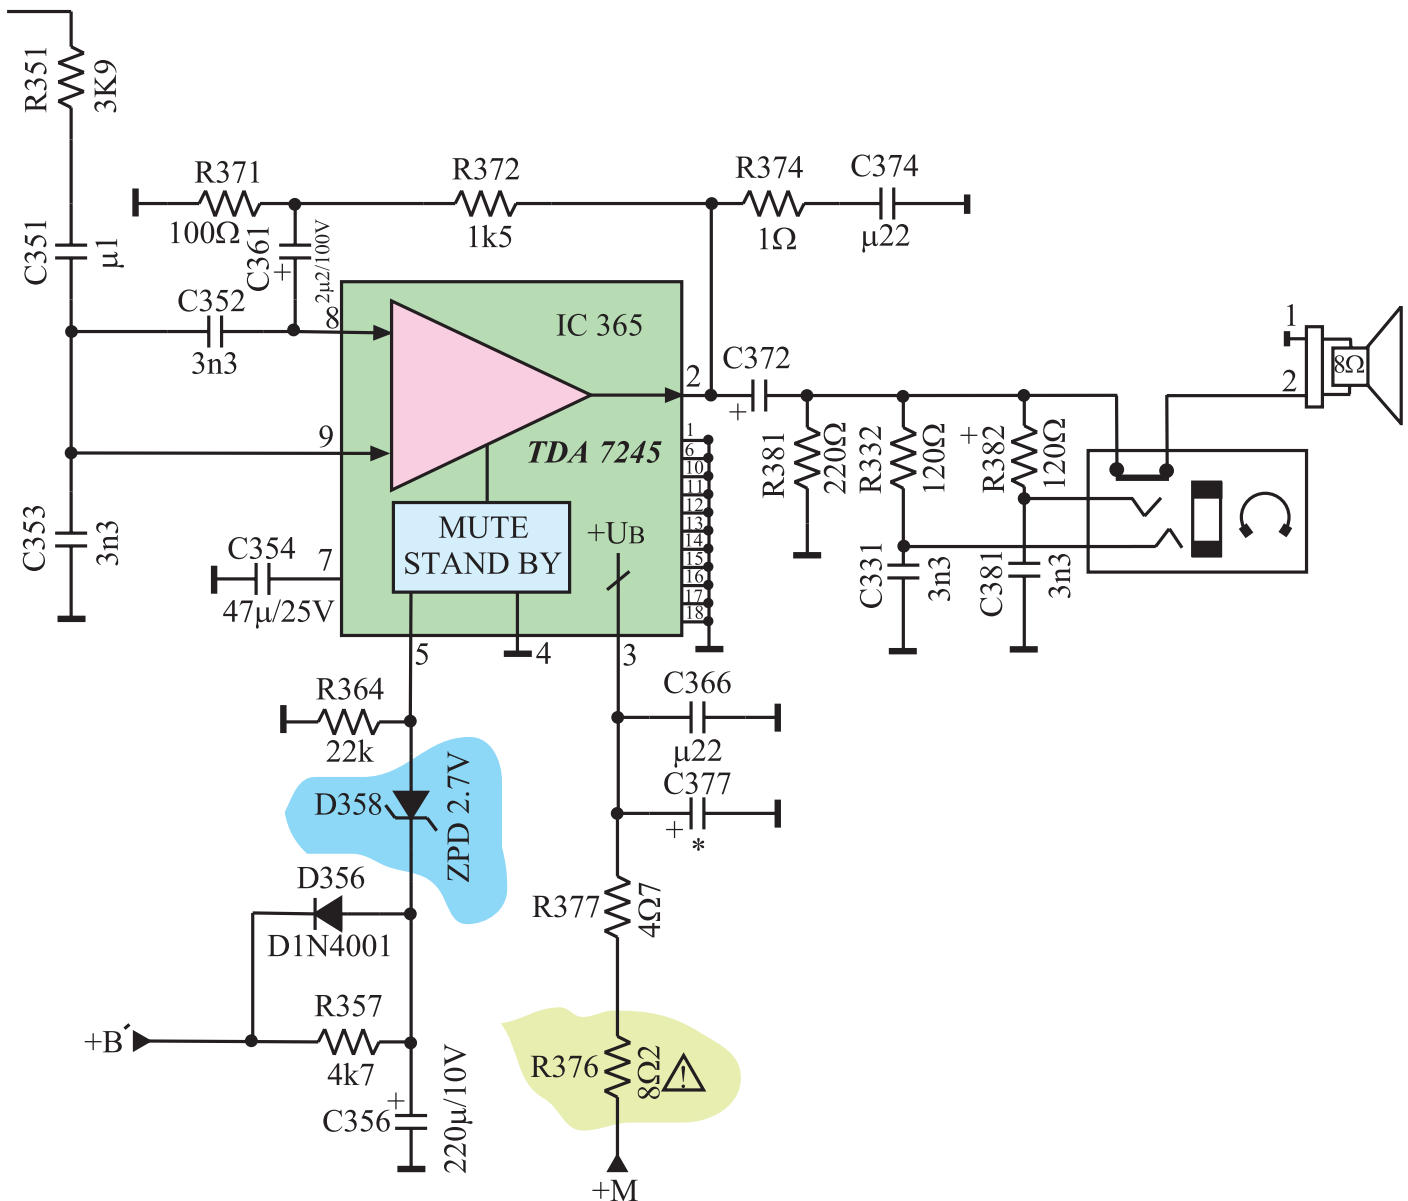 R351
3K9
R371
100Ω
R372
1k5
R374
1Ω
C374
µ22
C351
µ1
C361
+
2µ2/100V
C352
3n3
8
IC 365
2
C372
+
1
2
8Ω
9
TDA 7245
1
6
10
11
12
13
14
15
16
17
18
R381
220Ω
R332
120Ω
+
R382
120Ω
C353
3n3
MUTE
STAND BY
+UB
C354
7
47µ/25V
C331
3n3
C381
3n3
5
4
3
R364
22k
C366
µ22
D358
ZPD 2.7V
C377
+
*
D356
D1N4001
R377
4Ω7
R357
4k7
+B'
R376
8Ω2
!
+
C356
220µ/10V
+M